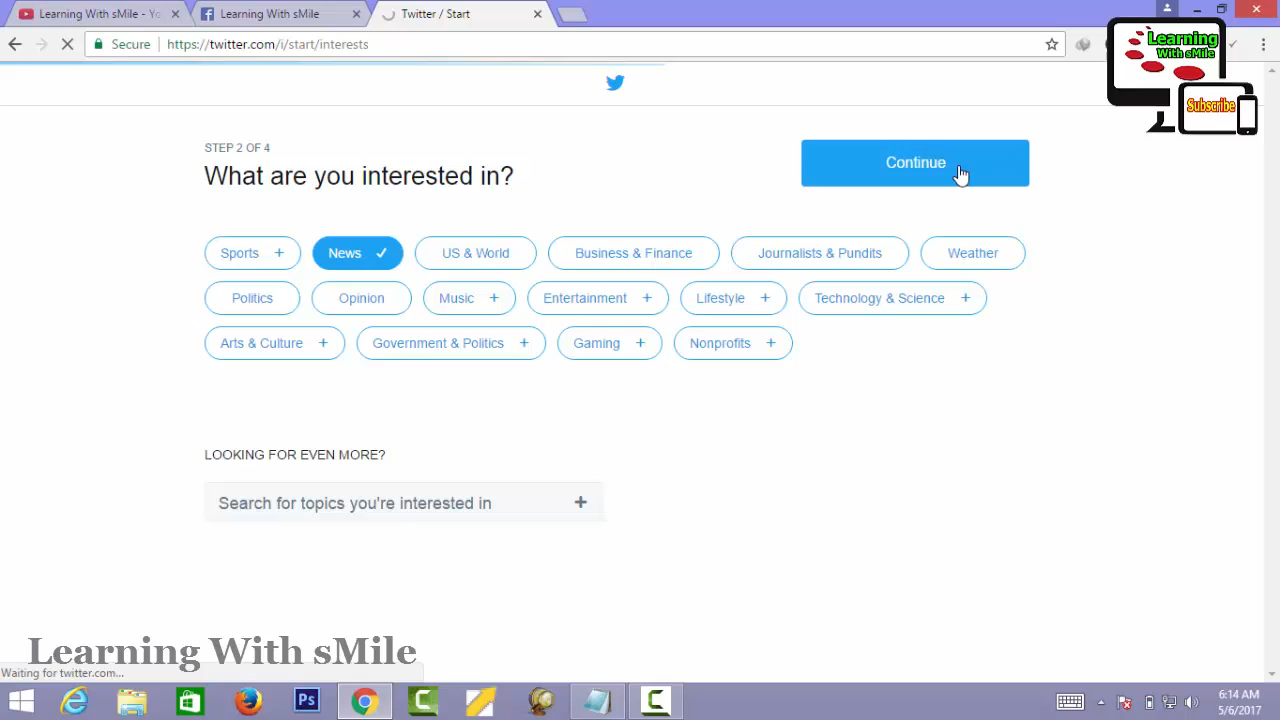 Learning With sMile - Yo
Learning With sMile
Twitter / Start
Secure
https://twitter.com/i/start/interests
Learning
With sMile
Subscribe
STEP 2 OF 4
What are you interested in?
Continue
Sports +
News
US & World
Business & Finance
Journalists & Pundits
Weather
Politics
Opinion
Music +
Entertainment +
Lifestyle +
Technology & Science +
Arts & Culture +
Government & Politics +
Gaming +
Nonprofits +
LOOKING FOR EVEN MORE?
Search for topics you're interested in +
Learning With sMile
Waiting for twitter.com...
Ps
6:14 AM
5/6/2017